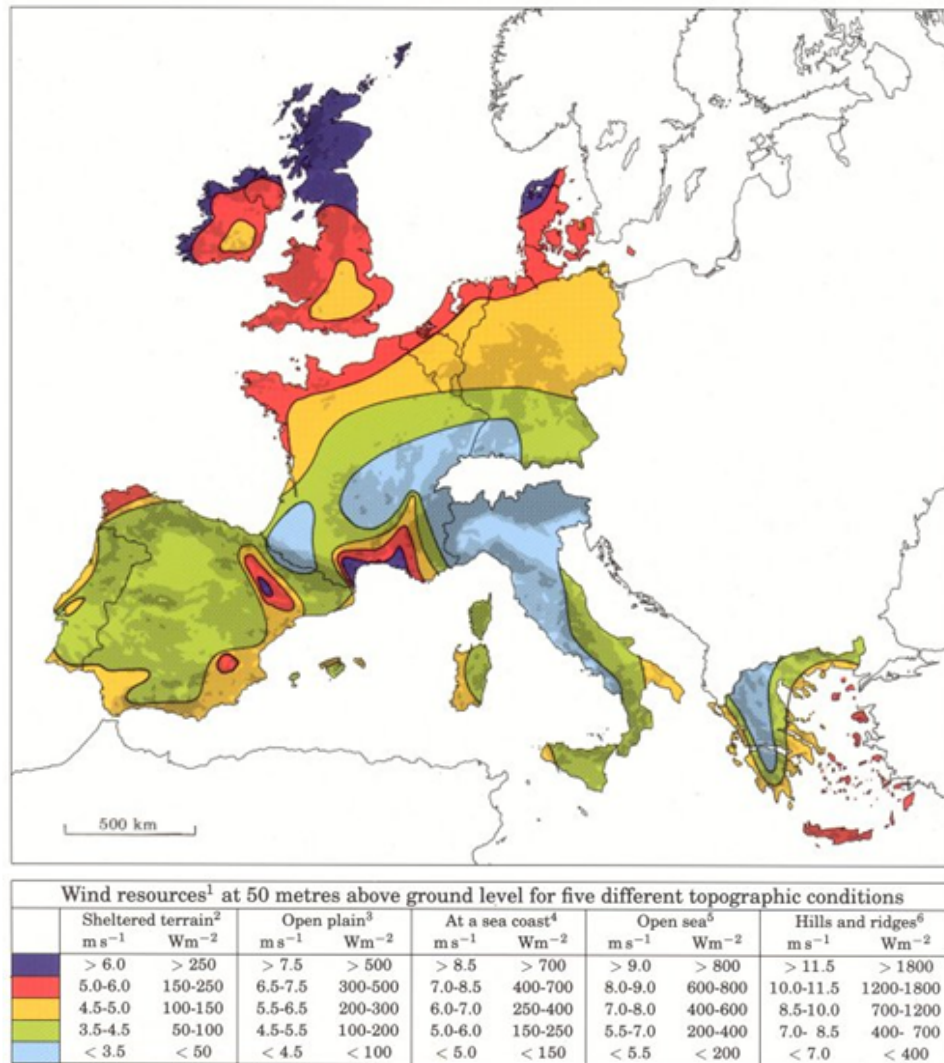 500 km
Wind resources¹ at 50 metres above ground level for five different topographic conditions
Sheltered terrain² Open plain³ At a sea coast⁴ Open sea⁵ Hills and ridges⁶
m s⁻¹ Wm⁻² m s⁻¹ Wm⁻² m s⁻¹ Wm⁻² m s⁻¹ Wm⁻² m s⁻¹ Wm⁻²
> 6.0 > 250 > 7.5 > 500 > 8.5 > 700 > 9.0 > 800 > 11.5 > 1800
5.0-6.0 150-250 6.5-7.5 300-500 7.0-8.5 400-700 8.0-9.0 600-800 10.0-11.5 1200-1800
4.5-5.0 100-150 5.5-6.5 200-300 6.0-7.0 250-400 7.0-8.0 400-600 8.5-10.0 700-1200
3.5-4.5 50-100 4.5-5.5 100-200 5.0-6.0 150-250 5.5-7.0 200-400 7.0- 8.5 400- 700
< 3.5 < 50 < 4.5 < 100 < 5.0 < 150 < 5.5 < 200 < 7.0 < 400